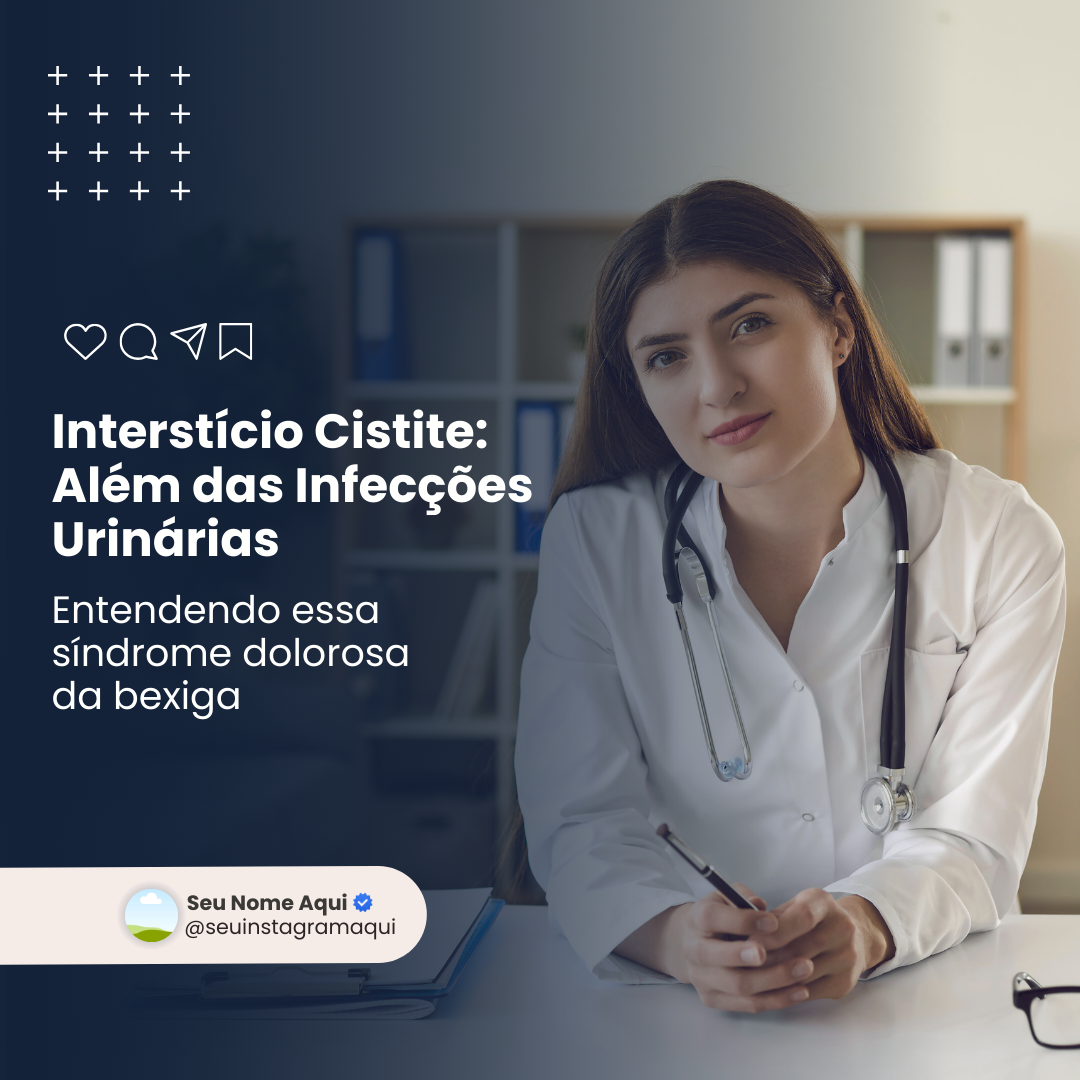 Interstício Cistite:
Além das Infecções
Urinárias
Entendendo essa
síndrome dolorosa
da bexiga
Seu Nome Aqui
@seuinstagramaqui